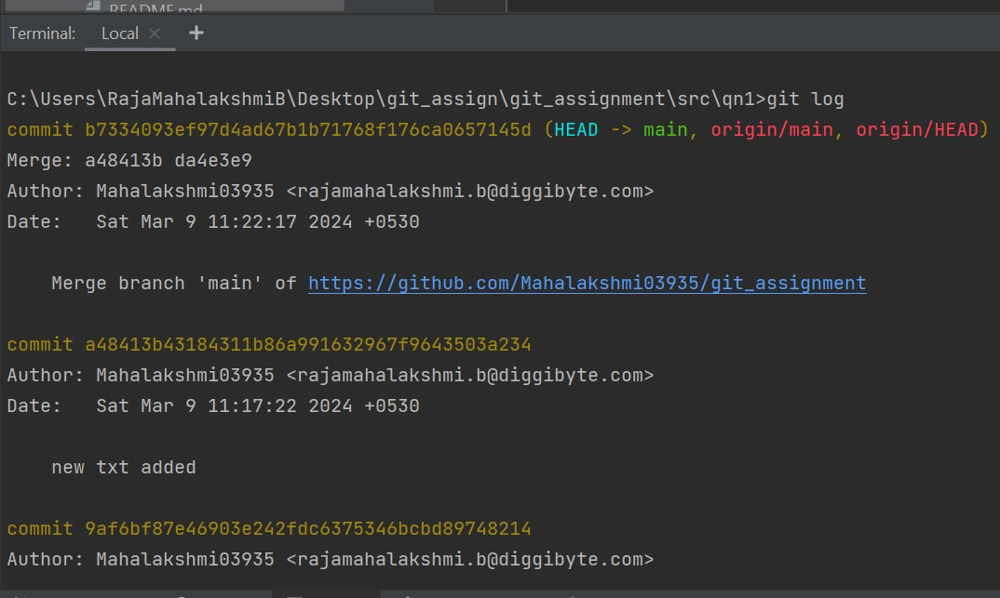 README.md
Terminal: Local × +
C:\Users\RajaMahalakshmiB\Desktop\git_assign\git_assignment\src\qn1>git log
commit b7334093ef97d4ad67b1b71768f176ca0657145d (HEAD -> main, origin/main, origin/HEAD)
Merge: a48413b da4e3e9
Author: Mahalakshmi03935 <rajamahalakshmi.b@diggibyte.com>
Date:   Sat Mar 9 11:22:17 2024 +0530
Merge branch 'main' of https://github.com/Mahalakshmi03935/git_assignment
commit a48413b43184311b86a991632967f9643503a234
Author: Mahalakshmi03935 <rajamahalakshmi.b@diggibyte.com>
Date:   Sat Mar 9 11:17:22 2024 +0530
new txt added
commit 9af6bf87e46903e242fdc6375346bcbd89748214
Author: Mahalakshmi03935 <rajamahalakshmi.b@diggibyte.com>